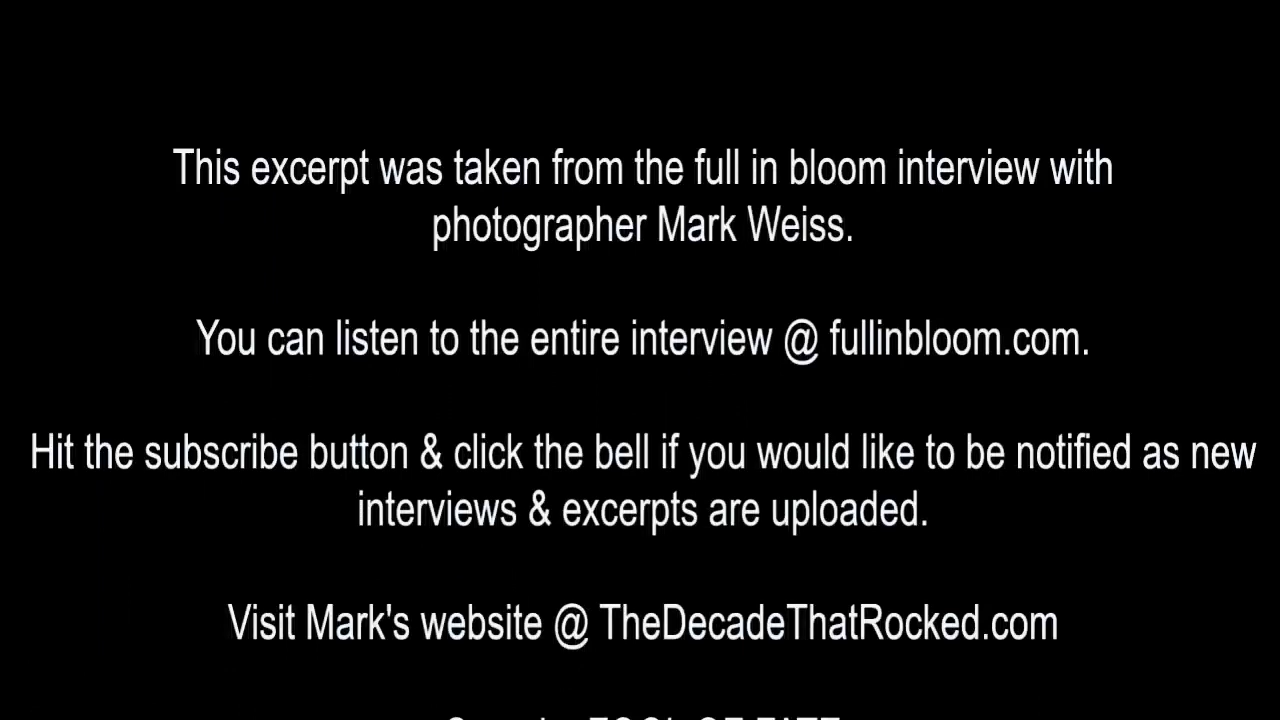 This excerpt was taken from the full in bloom interview with
photographer Mark Weiss.
You can listen to the entire interview @ fullinbloom.com.
Hit the subscribe button & click the bell if you would like to be notified as new
interviews & excerpts are uploaded.
Visit Mark's website @ TheDecadeThatRocked.com